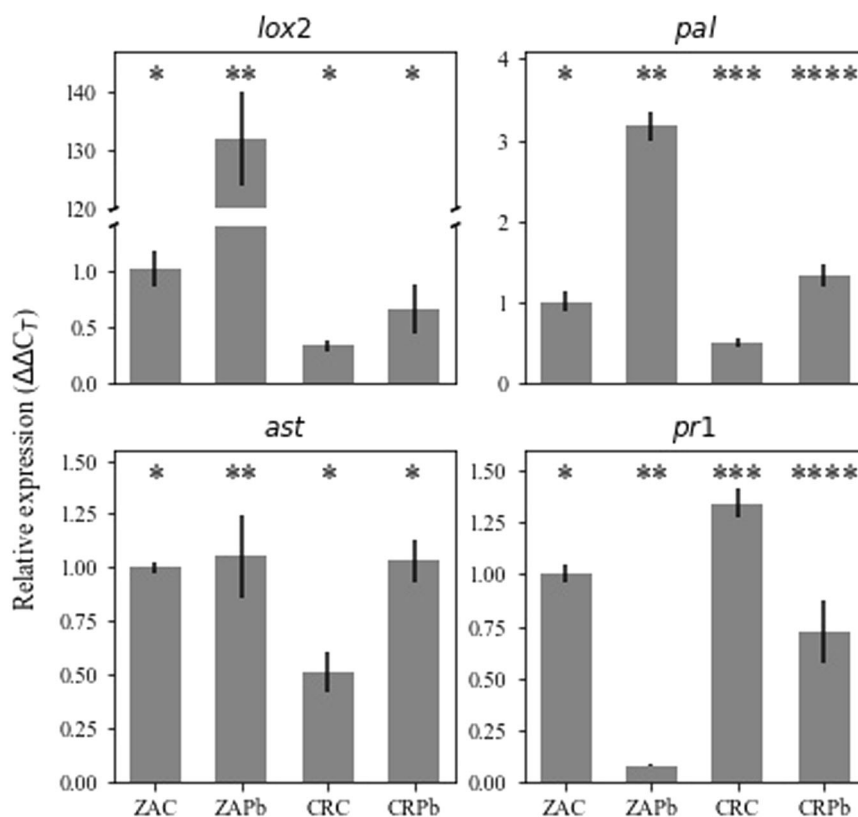 lox2
* ** * *
140
130
120
1.0
0.5
0.0
pal
* ** *** ****
4
3
2
1
0
Relative expression (ΔΔC_T)
ast
* ** * *
1.50
1.25
1.00
0.75
0.50
0.25
0.00
ZAC ZAPb CRC CRPb
pr1
* ** *** ****
1.50
1.25
1.00
0.75
0.50
0.25
0.00
ZAC ZAPb CRC CRPb